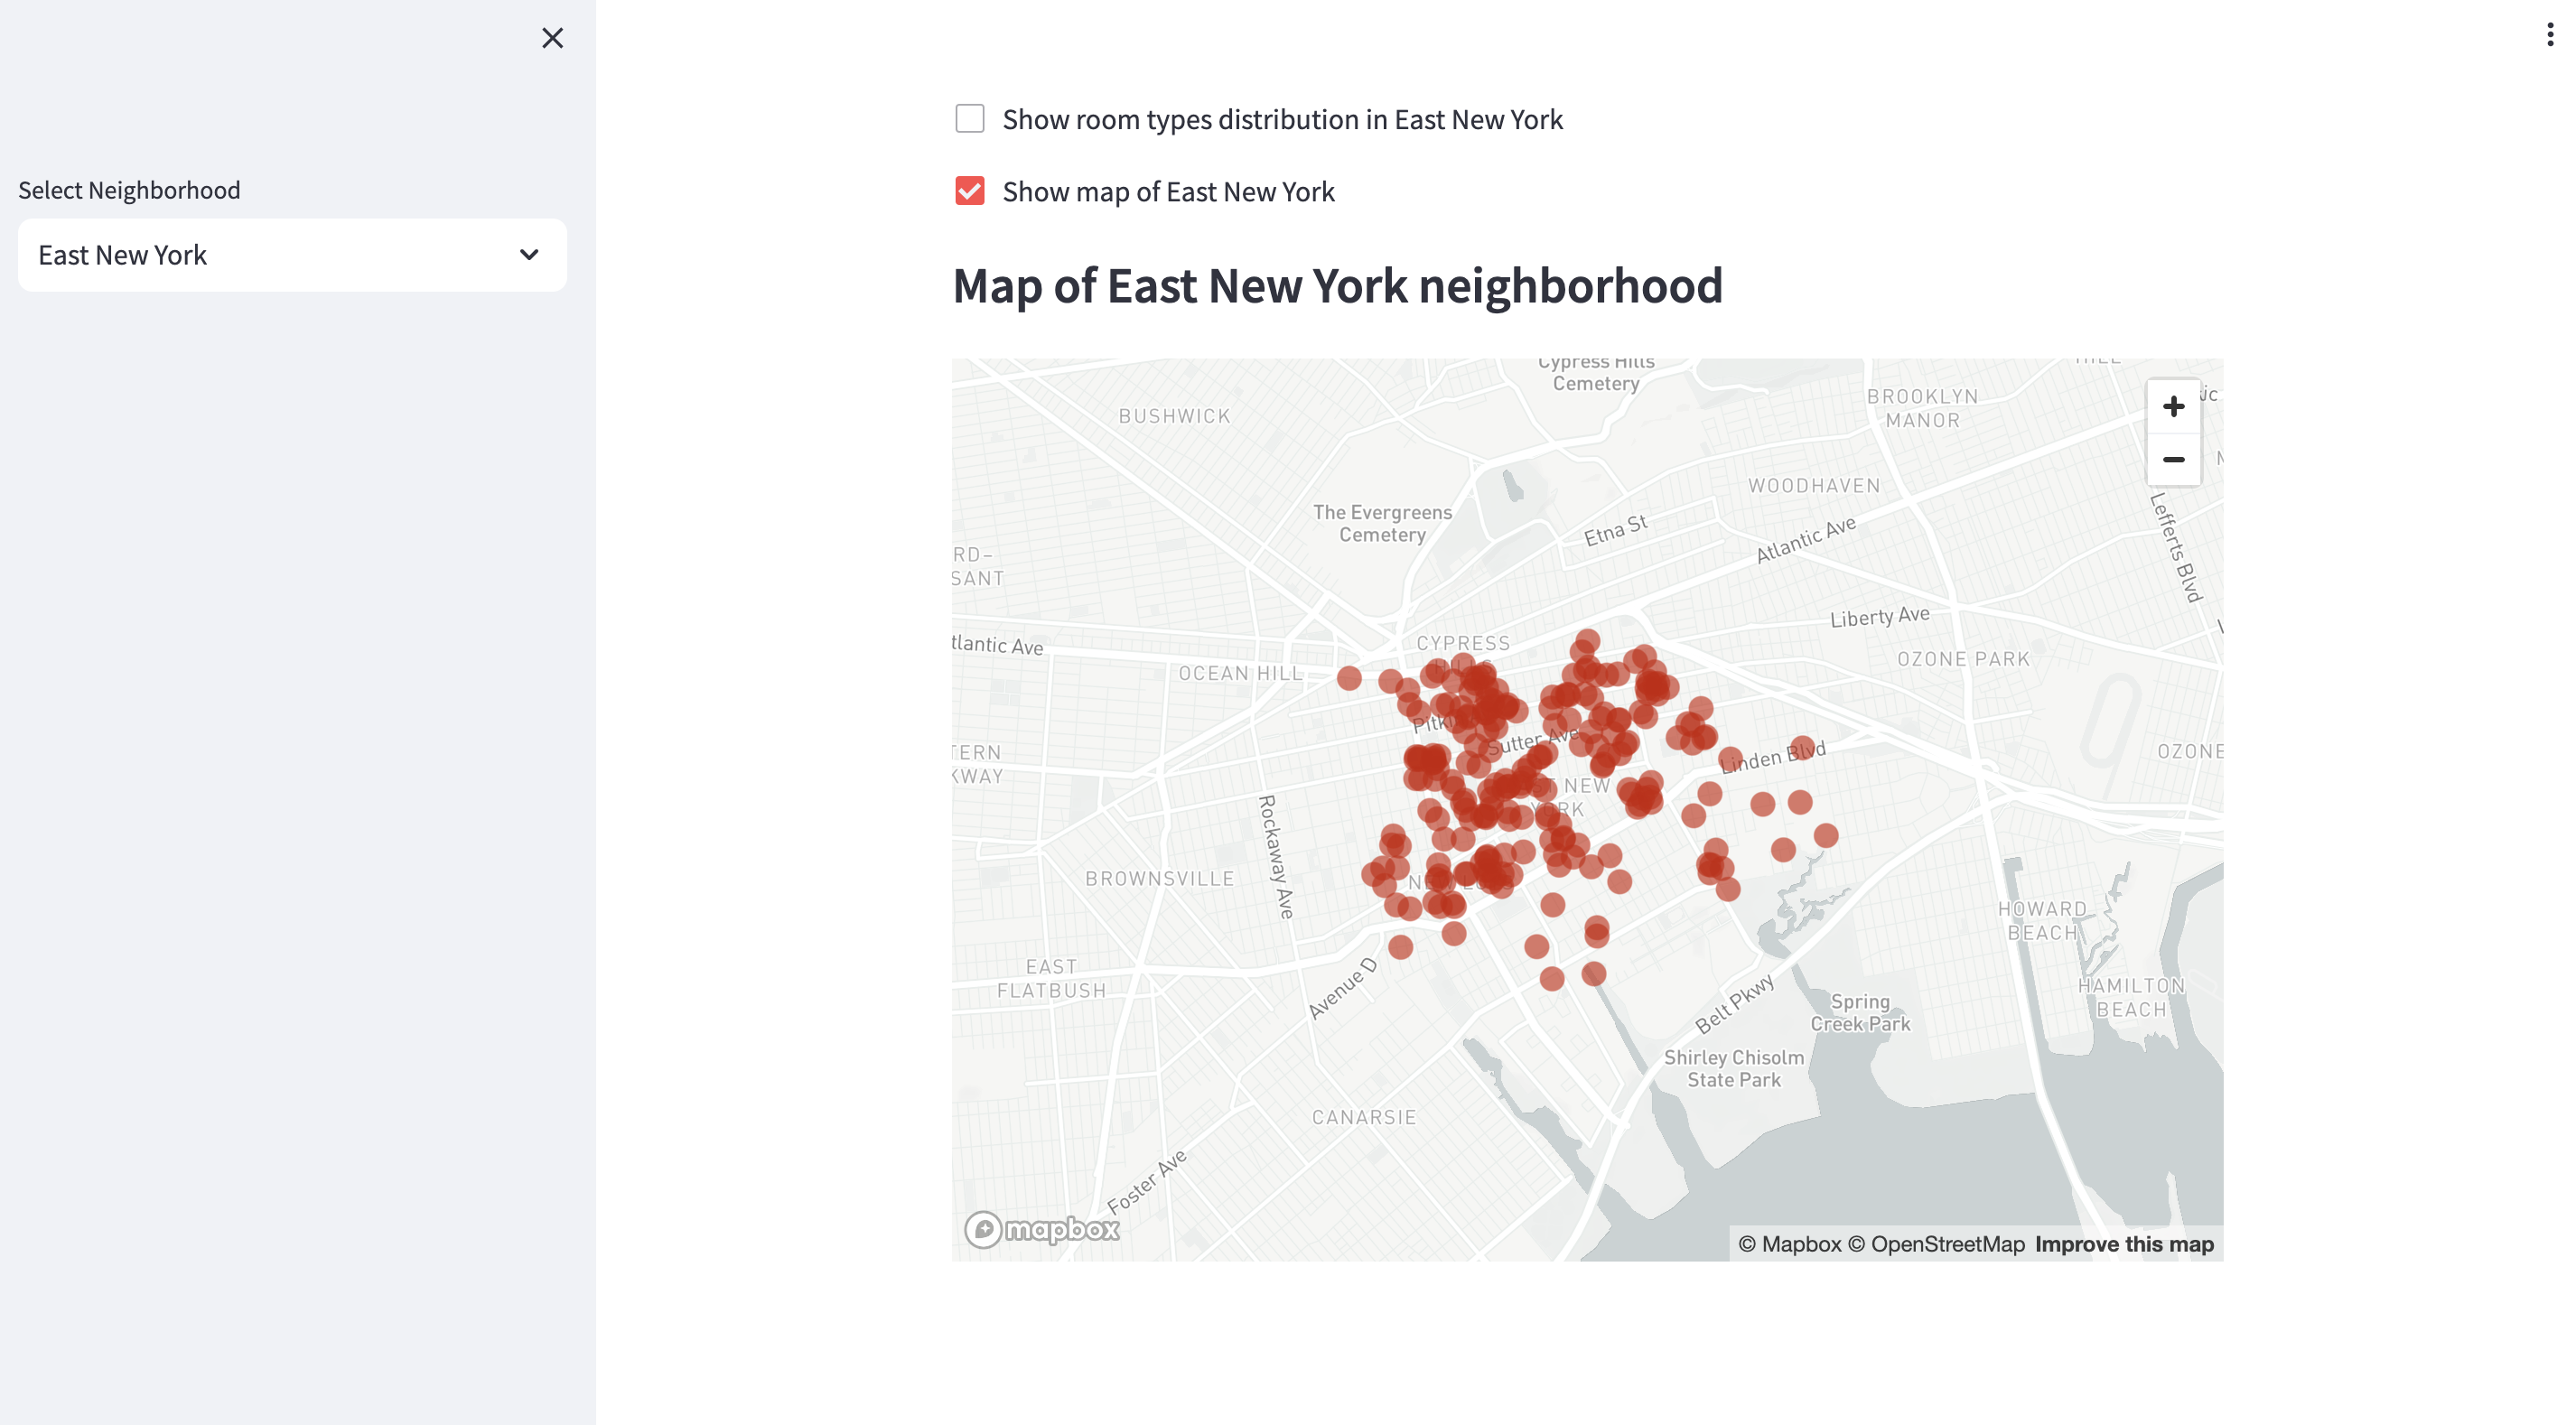 Select Neighborhood
East New York
Show room types distribution in East New York
Show map of East New York
Map of East New York neighborhood
Cypress Hills
Cemetery
BUSHWICK
BROOKLYN
MANOR
WOODHAVEN
The Evergreens
Cemetery
Etna St
Atlantic Ave
Lefferts Blvd
RD-
SANT
Liberty Ave
tlantic Ave
CYPRESS
OCEAN HILL
OZONE PARK
Sutter Ave
TERN
KWAY
Linden Blvd
OZONE
NEW
Rockaway Ave
BROWNSVILLE
HOWARD
BEACH
EAST
FLATBUSH
Avenue D
Belt Pkwy
HAMILTON
BEACH
Spring
Creek Park
Shirley Chisolm
State Park
CANARSIE
Foster Ave
mapbox
© Mapbox © OpenStreetMap Improve this map